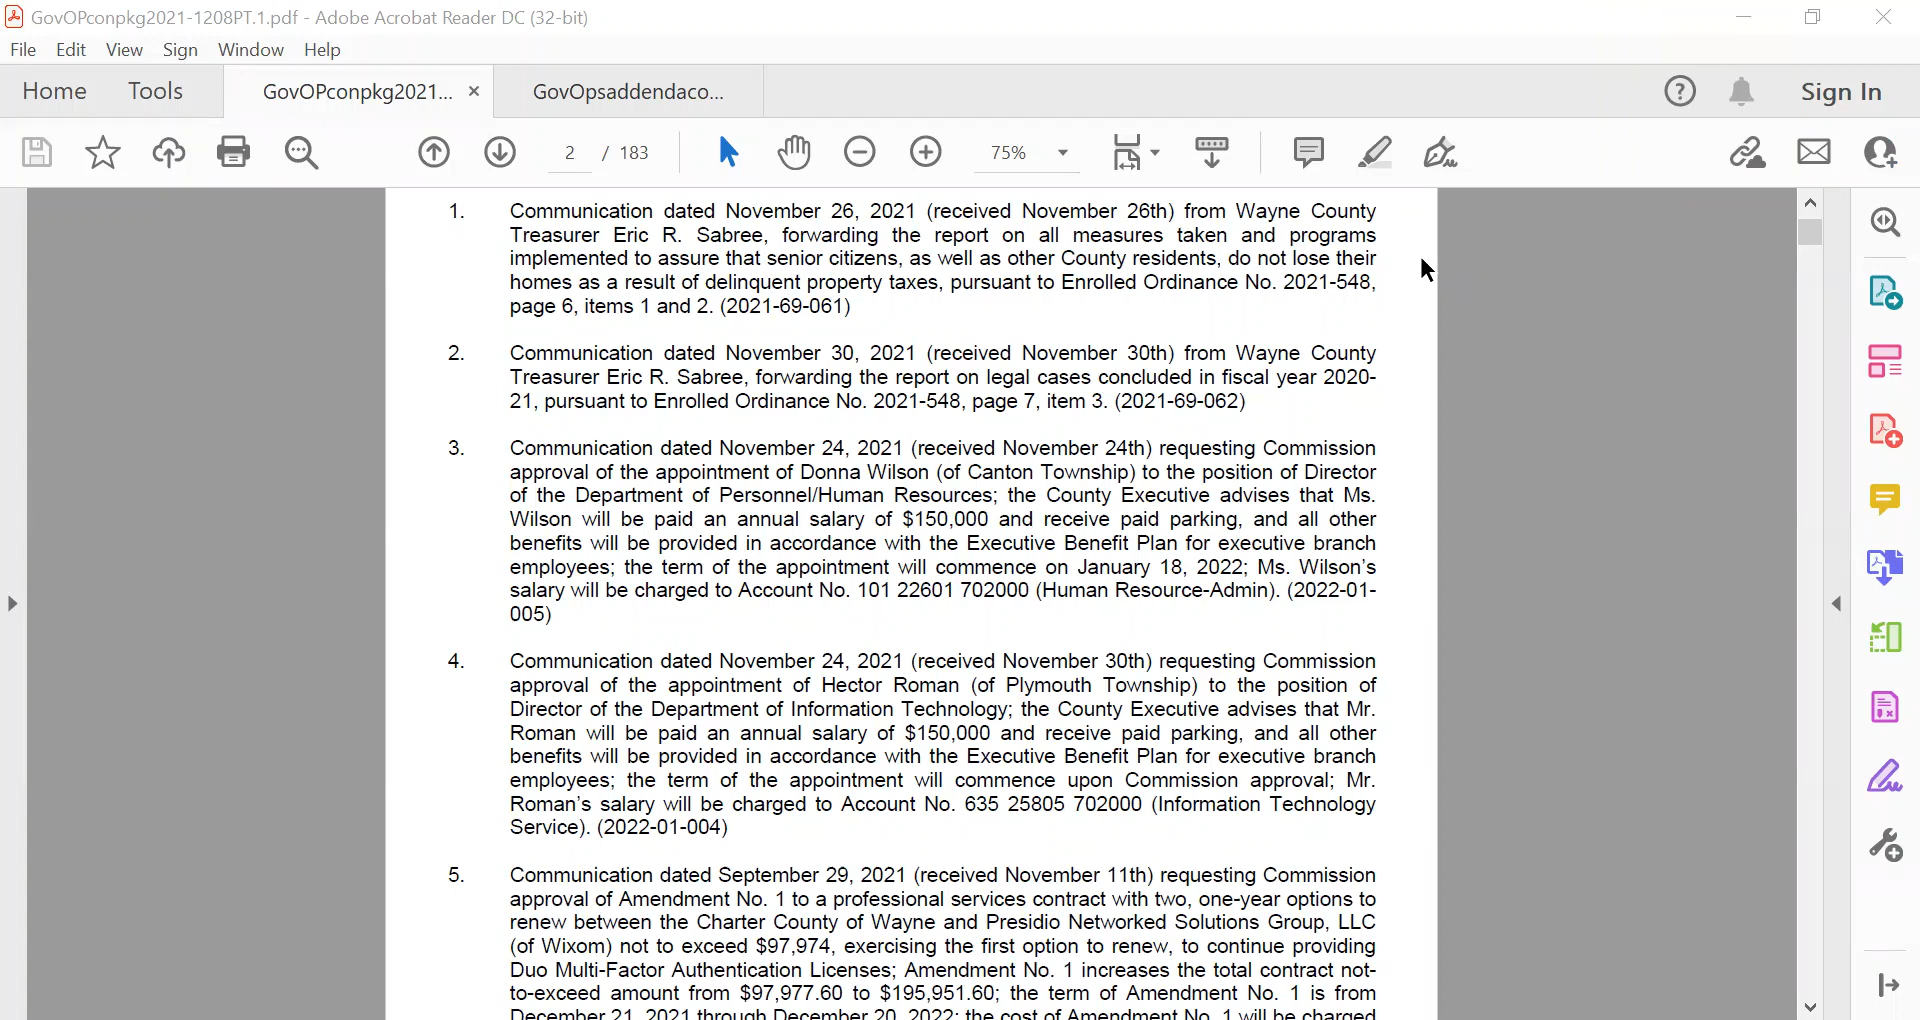 GovOPconpkg2021-1208PT.1.pdf - Adobe Acrobat Reader DC (32-bit)
File Edit View Sign Window Help
Home Tools GovOPconpkg2021... × GovOpsaddendaco... Sign In
2 / 183 75%
1. Communication dated November 26, 2021 (received November 26th) from Wayne County
Treasurer Eric R. Sabree, forwarding the report on all measures taken and programs
implemented to assure that senior citizens, as well as other County residents, do not lose their
homes as a result of delinquent property taxes, pursuant to Enrolled Ordinance No. 2021-548,
page 6, items 1 and 2. (2021-69-061)
2. Communication dated November 30, 2021 (received November 30th) from Wayne County
Treasurer Eric R. Sabree, forwarding the report on legal cases concluded in fiscal year 2020-
21, pursuant to Enrolled Ordinance No. 2021-548, page 7, item 3. (2021-69-062)
3. Communication dated November 24, 2021 (received November 24th) requesting Commission
approval of the appointment of Donna Wilson (of Canton Township) to the position of Director
of the Department of Personnel/Human Resources; the County Executive advises that Ms.
Wilson will be paid an annual salary of $150,000 and receive paid parking, and all other
benefits will be provided in accordance with the Executive Benefit Plan for executive branch
employees; the term of the appointment will commence on January 18, 2022; Ms. Wilson's
salary will be charged to Account No. 101 22601 702000 (Human Resource-Admin). (2022-01-
005)
4. Communication dated November 24, 2021 (received November 30th) requesting Commission
approval of the appointment of Hector Roman (of Plymouth Township) to the position of
Director of the Department of Information Technology; the County Executive advises that Mr.
Roman will be paid an annual salary of $150,000 and receive paid parking, and all other
benefits will be provided in accordance with the Executive Benefit Plan for executive branch
employees; the term of the appointment will commence upon Commission approval; Mr.
Roman's salary will be charged to Account No. 635 25805 702000 (Information Technology
Service). (2022-01-004)
5. Communication dated September 29, 2021 (received November 11th) requesting Commission
approval of Amendment No. 1 to a professional services contract with two, one-year options to
renew between the Charter County of Wayne and Presidio Networked Solutions Group, LLC
(of Wixom) not to exceed $97,974, exercising the first option to renew, to continue providing
Duo Multi-Factor Authentication Licenses; Amendment No. 1 increases the total contract not-
to-exceed amount from $97,977.60 to $195,951.60; the term of Amendment No. 1 is from
December 21, 2021 through December 20, 2022; the cost of Amendment No. 1 will be charged